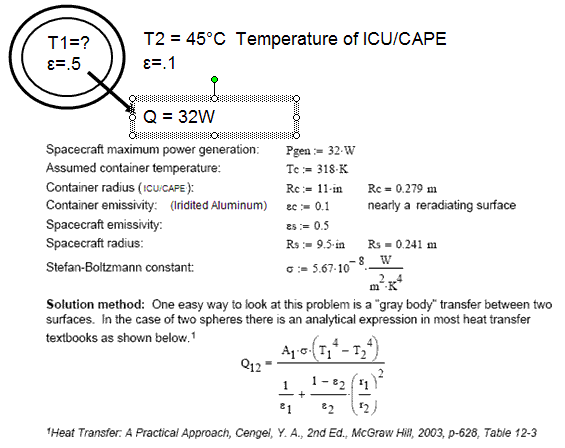 T1=?
ε=.5
T2 = 45°C  Temperature of ICU/CAPE
ε=.1
Q = 32W
Spacecraft maximum power generation: Pgen := 32·W
Assumed container temperature: Tc := 318·K
Container radius (ICU/CAPE): Rc := 11·in Rc = 0.279 m
Container emissivity: (Iridited Aluminum) εc := 0.1 nearly a reradiating surface
Spacecraft emissivity: εs := 0.5
Spacecraft radius: Rs := 9.5·in Rs = 0.241 m
Stefan-Boltzmann constant: σ := 5.67·10⁻⁸· W / m²·K⁴
Solution method: One easy way to look at this problem is a "gray body" transfer between two
surfaces. In the case of two spheres there is an analytical expression in most heat transfer
textbooks as shown below.¹
Q₁₂ = A₁·σ·(T₁⁴ − T₂⁴) / (1/ε₁ + (1 − ε₂)/ε₂·(r₁/r₂)²)
¹Heat Transfer: A Practical Approach, Cengel, Y. A., 2nd Ed., McGraw Hill, 2003, p-628, Table 12-3